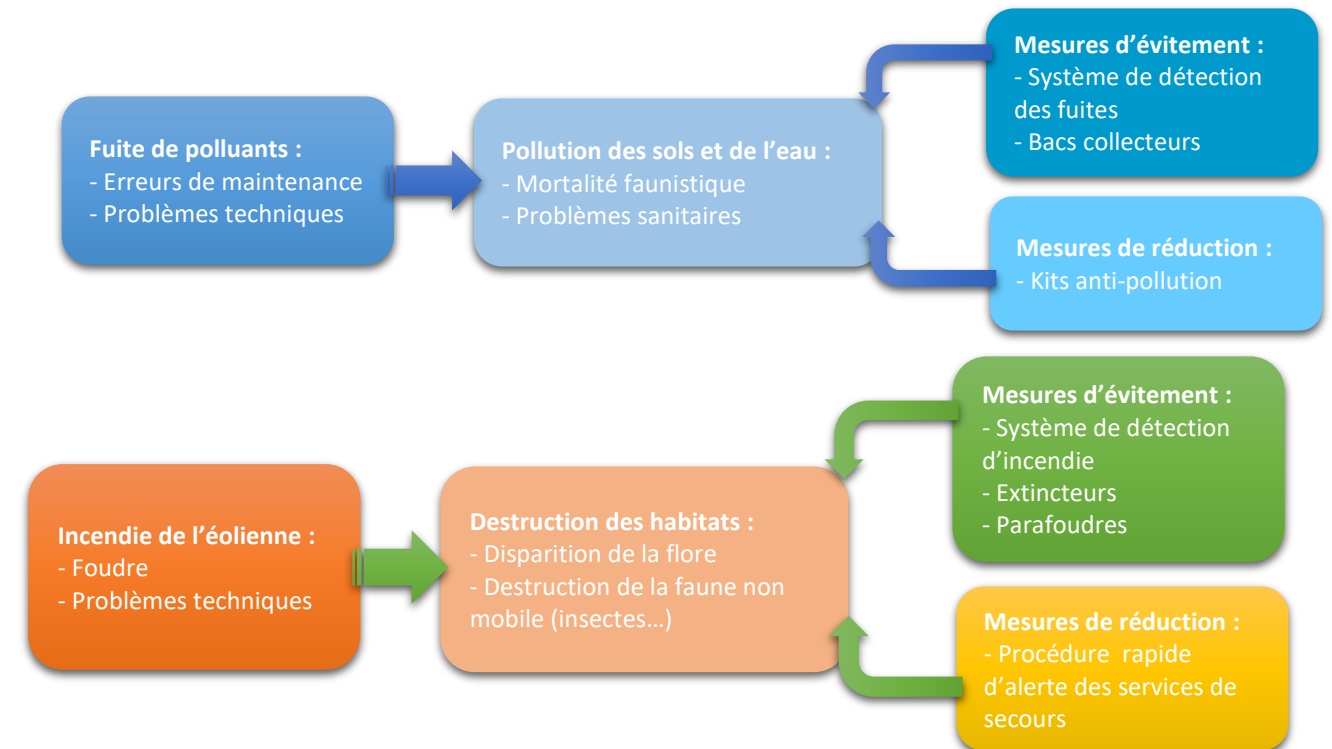 Fuite de polluants :
- Erreurs de maintenance
- Problèmes techniques
Pollution des sols et de l’eau :
- Mortalité faunistique
- Problèmes sanitaires
Mesures d’évitement :
- Système de détection
des fuites
- Bacs collecteurs
Mesures de réduction :
- Kits anti-pollution
Incendie de l’éolienne :
- Foudre
- Problèmes techniques
Destruction des habitats :
- Disparition de la flore
- Destruction de la faune non
mobile (insectes…)
Mesures d’évitement :
- Système de détection
d’incendie
- Extincteurs
- Parafoudres
Mesures de réduction :
- Procédure  rapide
d’alerte des services de
secours